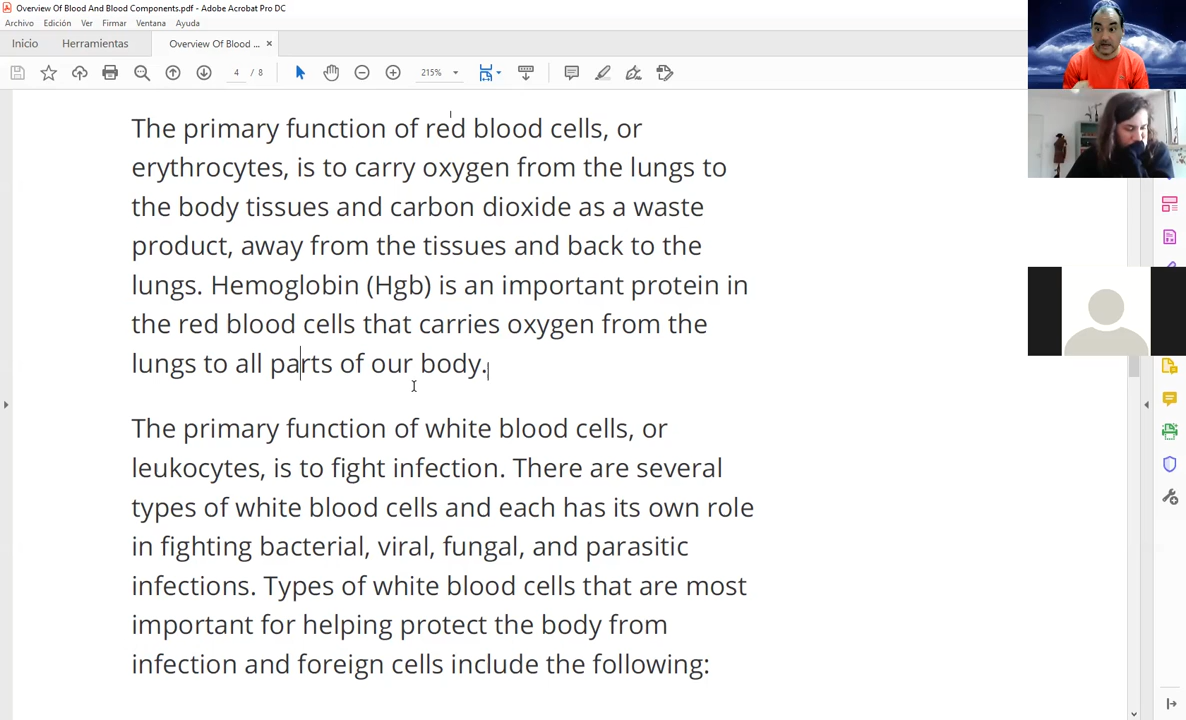 Overview Of Blood And Blood Components.pdf - Adobe Acrobat Pro DC
Archivo Edición Ver Firmar Ventana Ayuda
Inicio Herramientas Overview Of Blood ... ×
4 / 8 215%
The primary function of red blood cells, or
erythrocytes, is to carry oxygen from the lungs to
the body tissues and carbon dioxide as a waste
product, away from the tissues and back to the
lungs. Hemoglobin (Hgb) is an important protein in
the red blood cells that carries oxygen from the
lungs to all parts of our body.
The primary function of white blood cells, or
leukocytes, is to fight infection. There are several
types of white blood cells and each has its own role
in fighting bacterial, viral, fungal, and parasitic
infections. Types of white blood cells that are most
important for helping protect the body from
infection and foreign cells include the following: